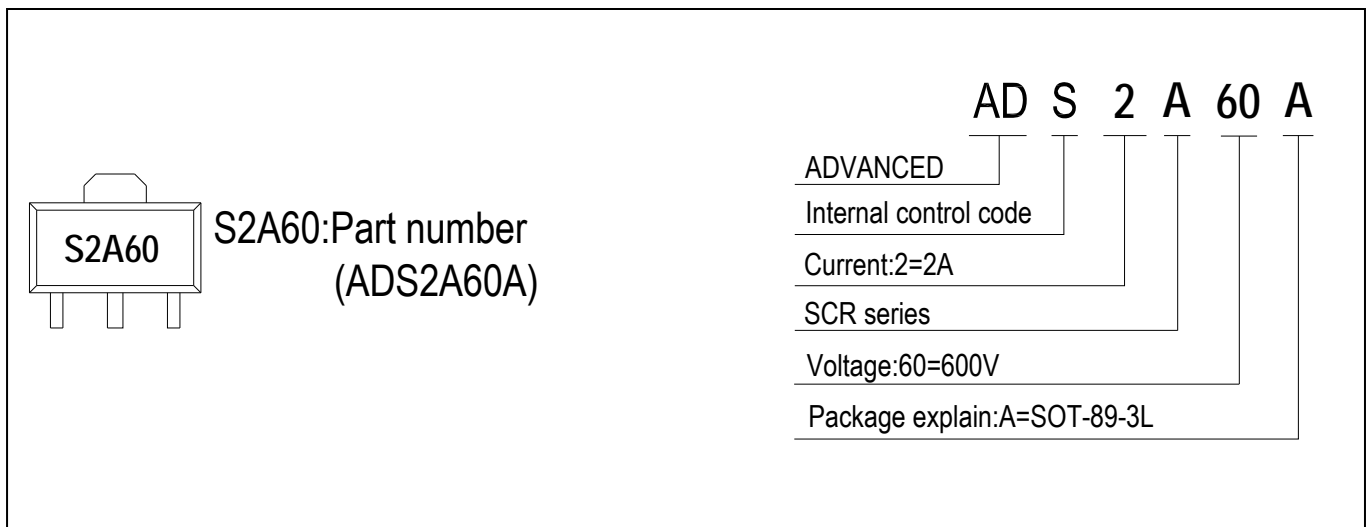 S2A60
S2A60:Part number
(ADS2A60A)
AD S 2 A 60 A
ADVANCED
Internal control code
Current:2=2A
SCR series
Voltage:60=600V
Package explain:A=SOT-89-3L